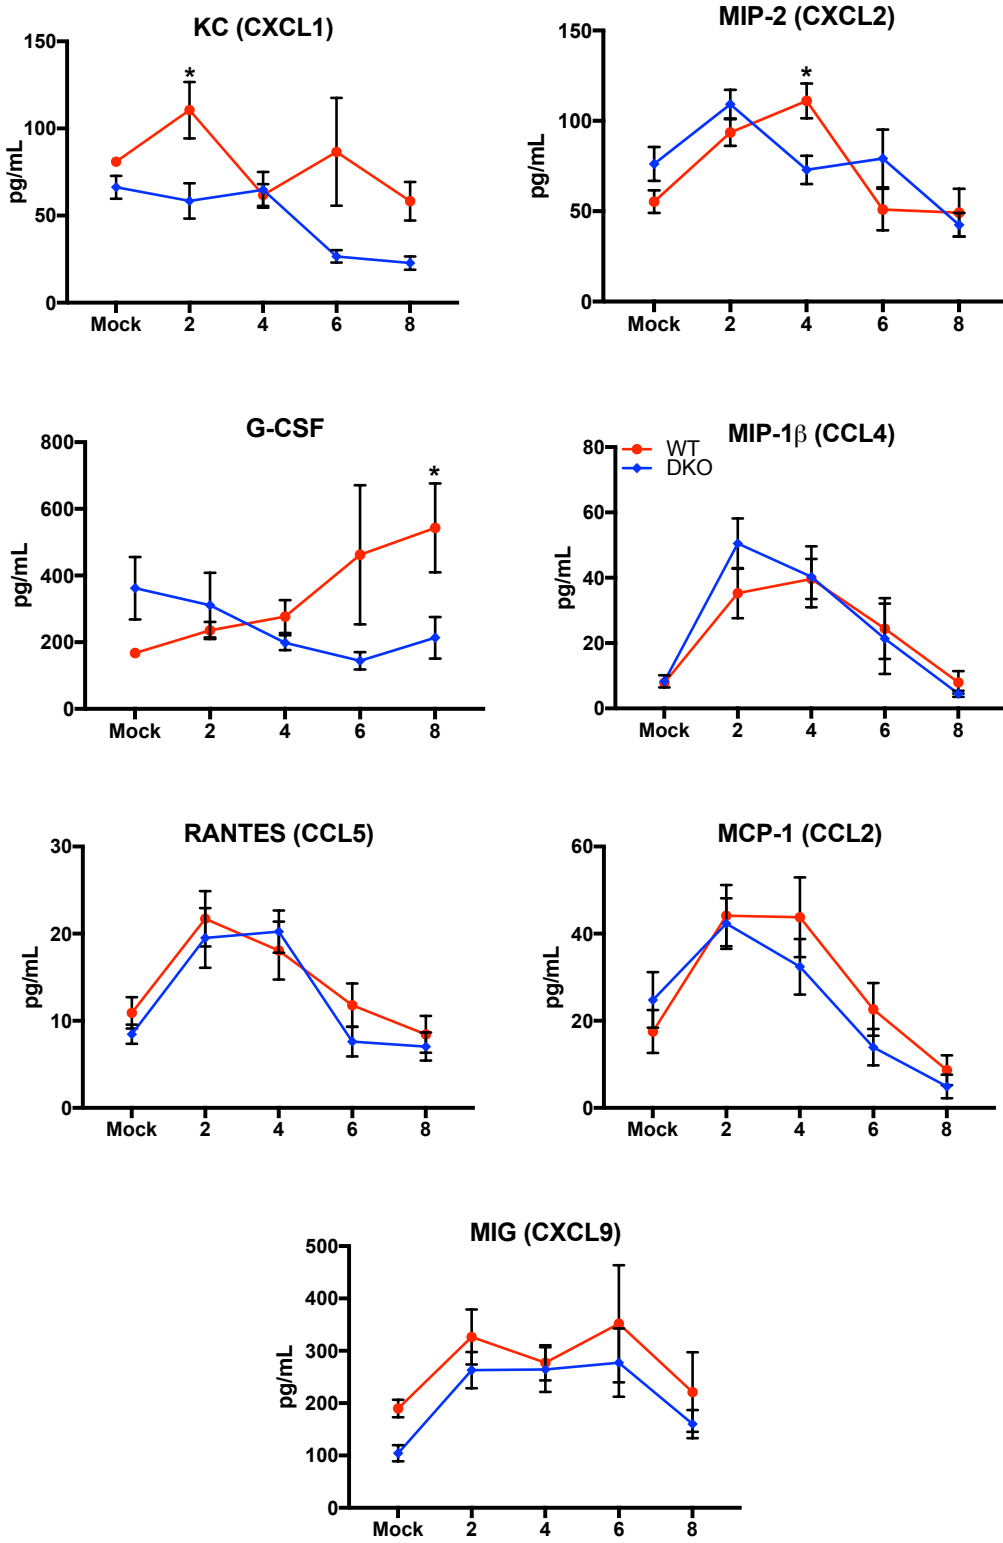 KC (CXCL1)
150
100
50
0
pg/mL
*
Mock 2 4 6 8
MIP-2 (CXCL2)
150
100
50
0
pg/mL
*
Mock 2 4 6 8
G-CSF
800
600
400
200
0
pg/mL
*
Mock 2 4 6 8
MIP-1β (CCL4)
WT
DKO
80
60
40
20
0
pg/mL
Mock 2 4 6 8
RANTES (CCL5)
30
20
10
0
pg/mL
Mock 2 4 6 8
MCP-1 (CCL2)
60
40
20
0
pg/mL
Mock 2 4 6 8
MIG (CXCL9)
500
400
300
200
100
0
pg/mL
Mock 2 4 6 8